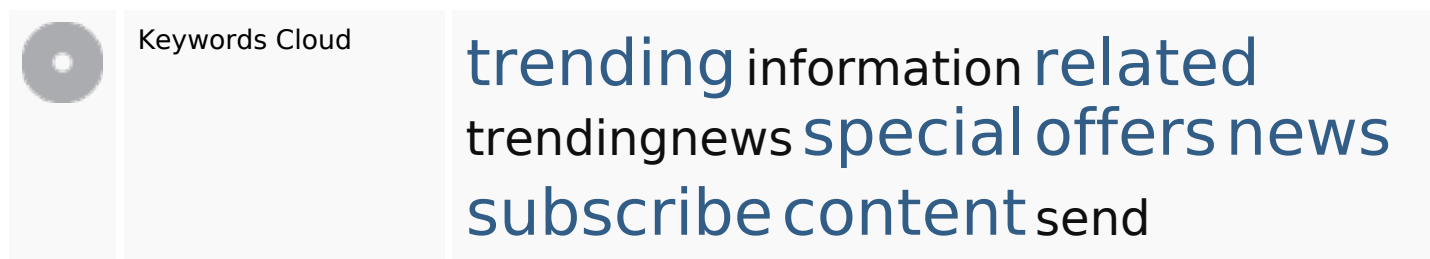 Keywords Cloud
trending information related
trendingnews special offers news
subscribe content send